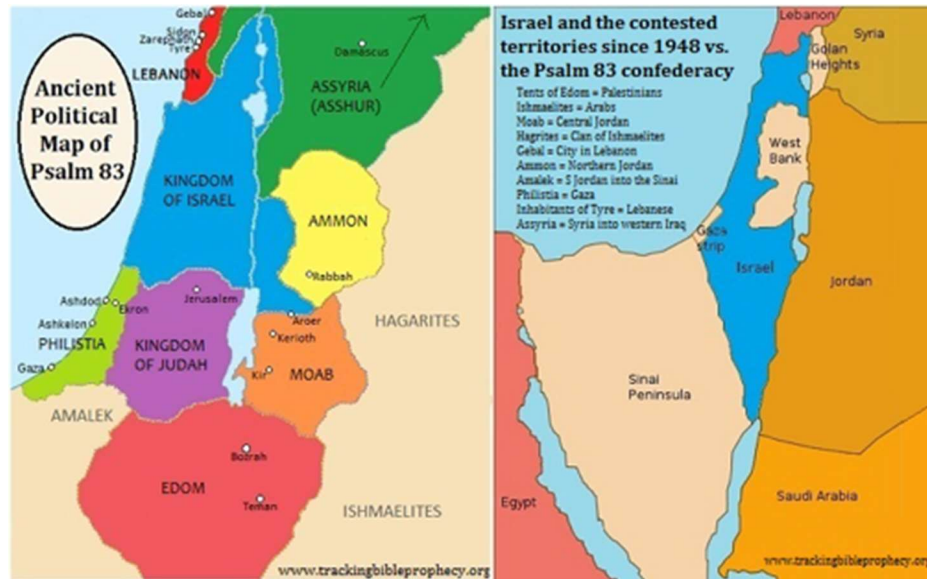 Ancient
Political
Map of
Psalm 83
Gebal
Sidon
Zarephath
Tyre
LEBANON
Damascus
ASSYRIA
(ASSHUR)
KINGDOM
OF ISRAEL
AMMON
Rabbah
Ashdod
Ekron
Jerusalem
Ashkelon
PHILISTIA
Gaza
KINGDOM
OF JUDAH
Aroer
Kerioth
Kir
MOAB
HAGARITES
AMALEK
Bozrah
EDOM
Teman
ISHMAELITES
www.trackingbibleprophecy.org
Israel and the contested
territories since 1948 vs.
the Psalm 83 confederacy
Tents of Edom = Palestinians
Ishmaelites = Arabs
Moab = Central Jordan
Hagrites = Clan of Ishmaelites
Gebal = City in Lebanon
Ammon = Northern Jordan
Amalek = S Jordan into the Sinai
Philistia = Gaza
Inhabitants of Tyre = Lebanese
Assyria = Syria into western Iraq
Lebanon
Syria
Golan
Heights
West
Bank
Gaza
strip
Israel
Jordan
Sinai
Peninsula
Egypt
Saudi Arabia
www.trackingbibleprophecy.org